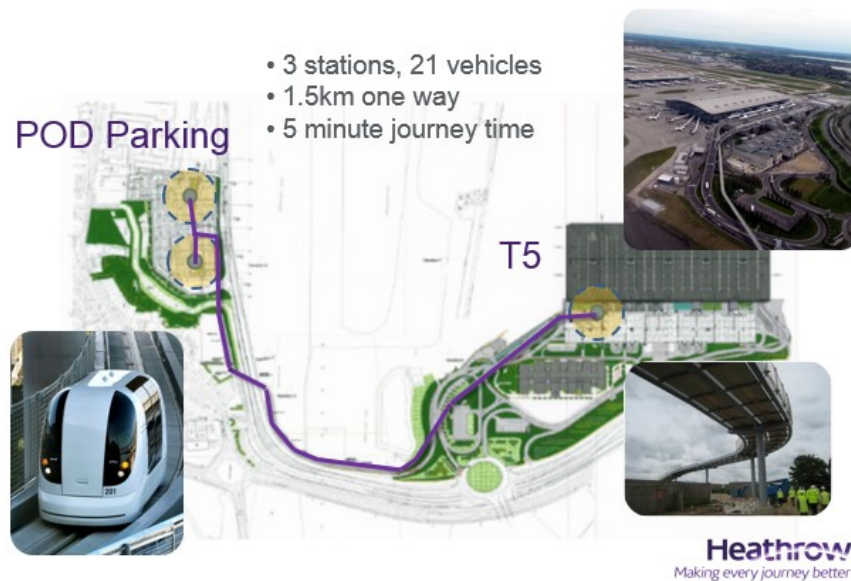 • 3 stations, 21 vehicles
• 1.5km one way
• 5 minute journey time
POD Parking
T5
201
Heathrow
Making every journey better